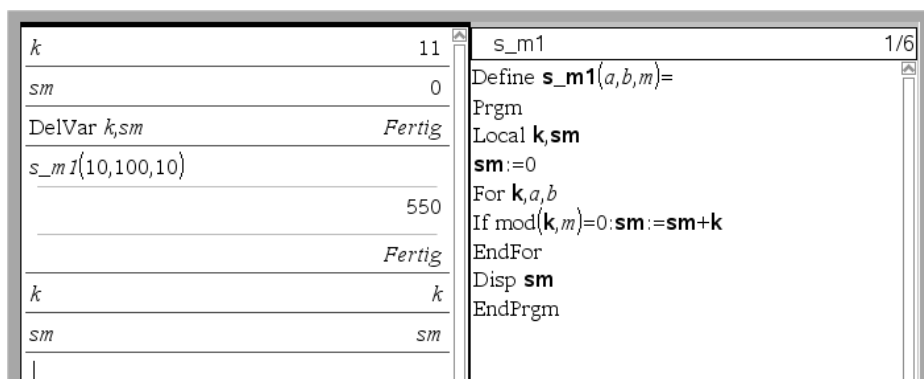 k 11
sm 0
DelVar k,sm Fertig
s_m1(10,100,10)
550
Fertig
k k
sm sm
s_m1 1/6
Define s_m1(a,b,m)=
Prgm
Local k,sm
sm:=0
For k,a,b
If mod(k,m)=0:sm:=sm+k
EndFor
Disp sm
EndPrgm